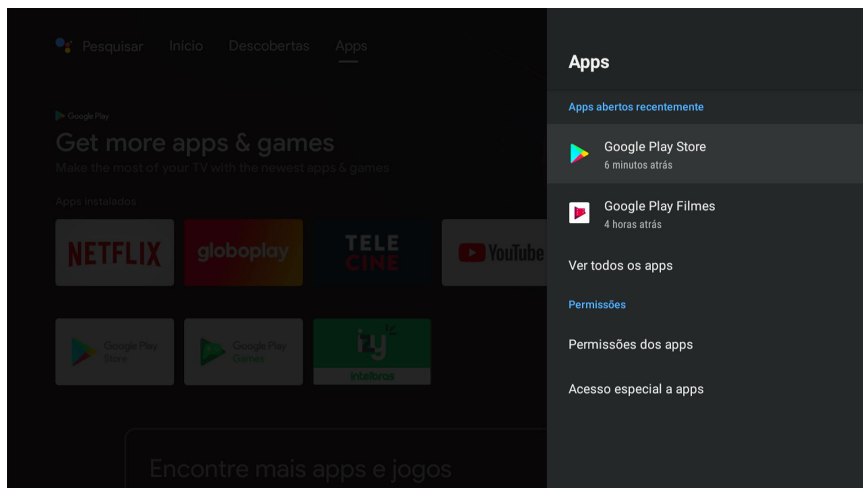 Pesquisar Início Descobertas Apps
Google Play
Get more apps & games
Make the most of your TV with the newest apps & games
Apps instalados
NETFLIX globoplay TELE CINE YouTube
Google Play Store
Google Play Games
izy
intelbras
Encontre mais apps e jogos
Apps
Apps abertos recentemente
Google Play Store
6 minutos atrás
Google Play Filmes
4 horas atrás
Ver todos os apps
Permissões
Permissões dos apps
Acesso especial a apps